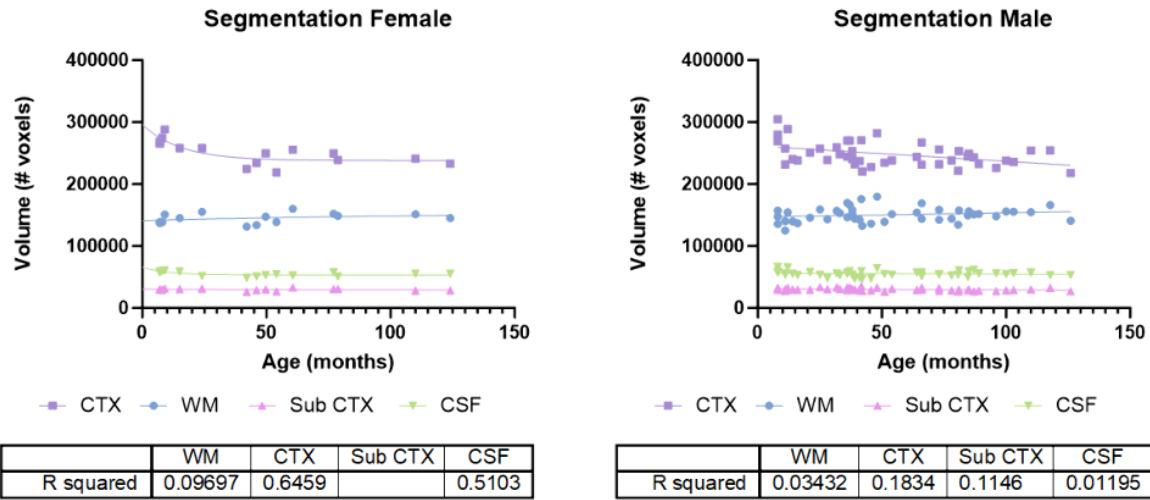 Segmentation Female
400000
300000
200000
100000
0
Volume (# voxels)
0 50 100 150
Age (months)
CTX WM Sub CTX CSF
WM CTX Sub CTX CSF
R squared 0.09697 0.6459 0.5103
Segmentation Male
400000
300000
200000
100000
0
Volume (# voxels)
0 50 100 150
Age (months)
CTX WM Sub CTX CSF
WM CTX Sub CTX CSF
R squared 0.03432 0.1834 0.1146 0.01195